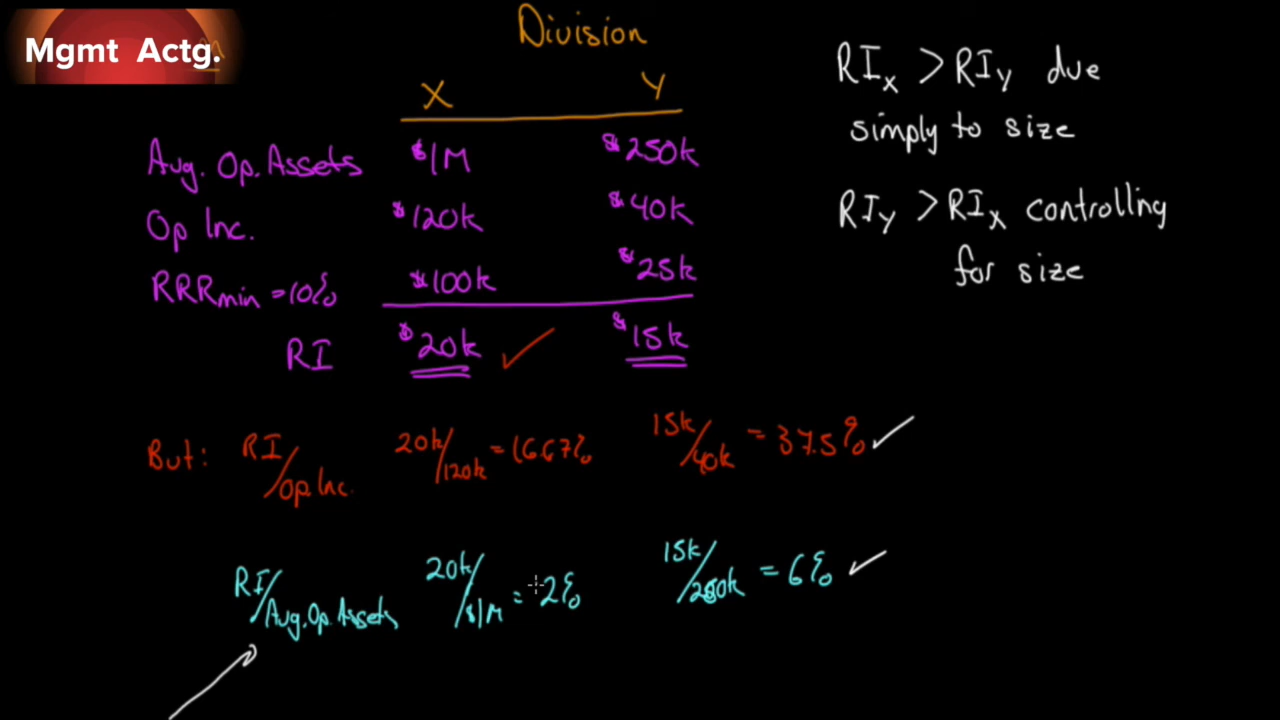 Mgmt Actg.
Division
X Y
Avg. Op. Assets $1M $250k
Op Inc. $120k $40k
RRRmin = 10% $100k $25k
RI $20k ✓ $15k
But: RI/Op Inc. 20k/120k = 16.67% 15k/40k = 37.5% ✓
RI/Avg. Op. Assets 20k/$1M = 2% 15k/250k = 6% ✓
RIX > RIY due
simply to size
RIY > RIX controlling
for size